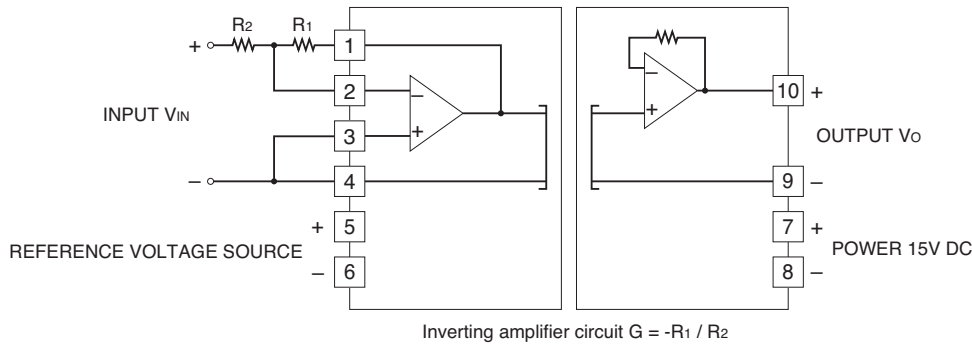 R2 R1
+ 1
2 −
INPUT VIN
3 +
− 4
+ 5
REFERENCE VOLTAGE SOURCE
− 6
−
+
10 +
OUTPUT VO
9 −
7 +
POWER 15V DC
8 −
Inverting amplifier circuit G = -R1 / R2